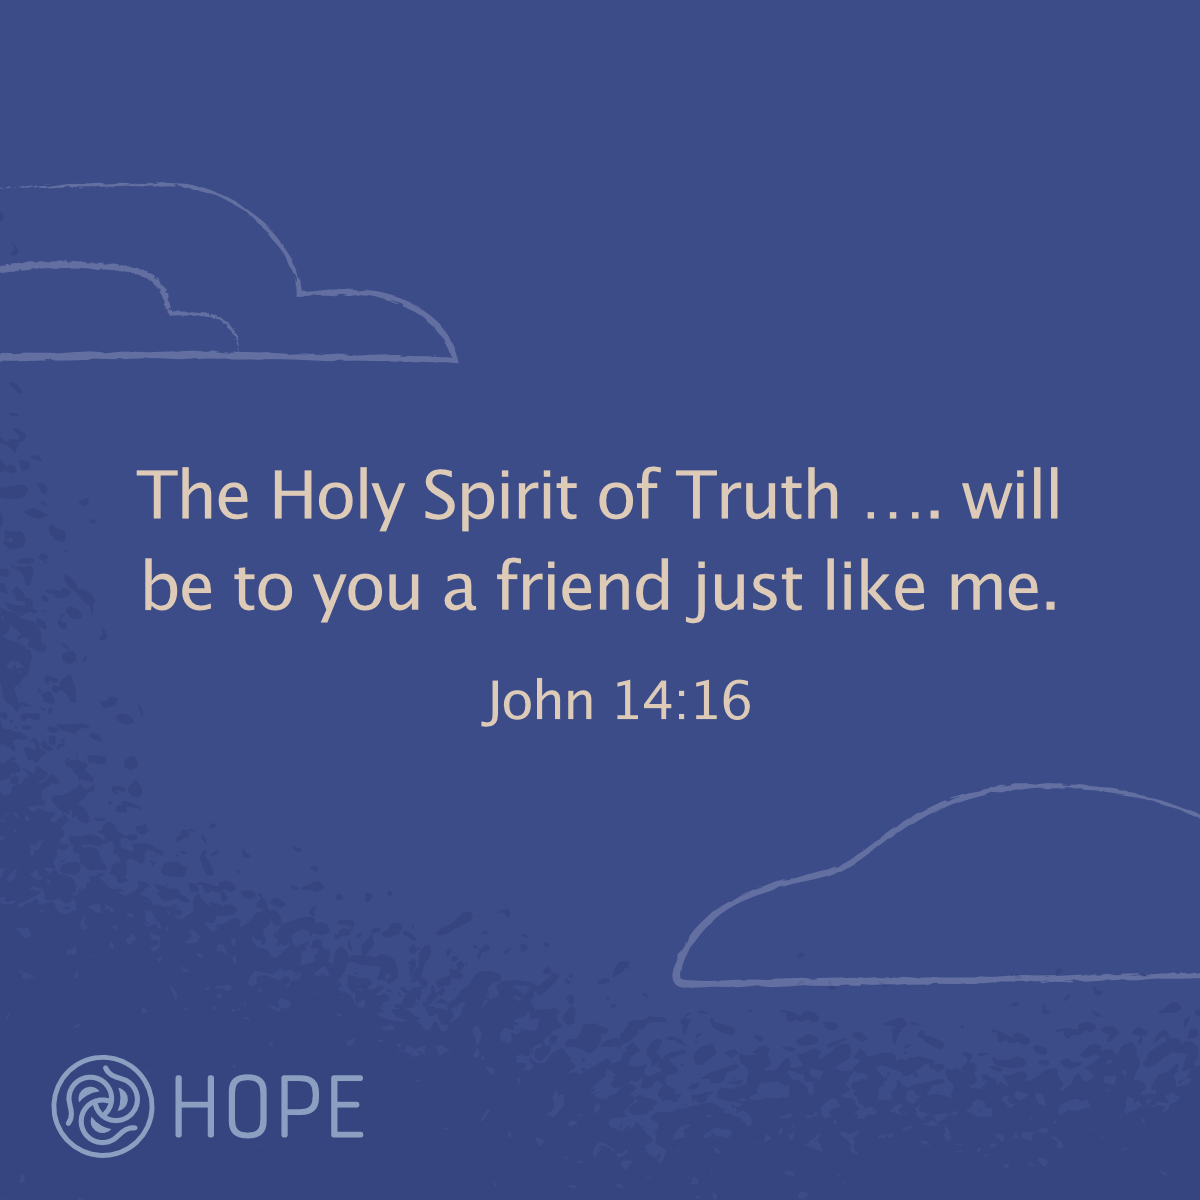 The Holy Spirit of Truth .... will
be to you a friend just like me.
John 14:16
HOPE